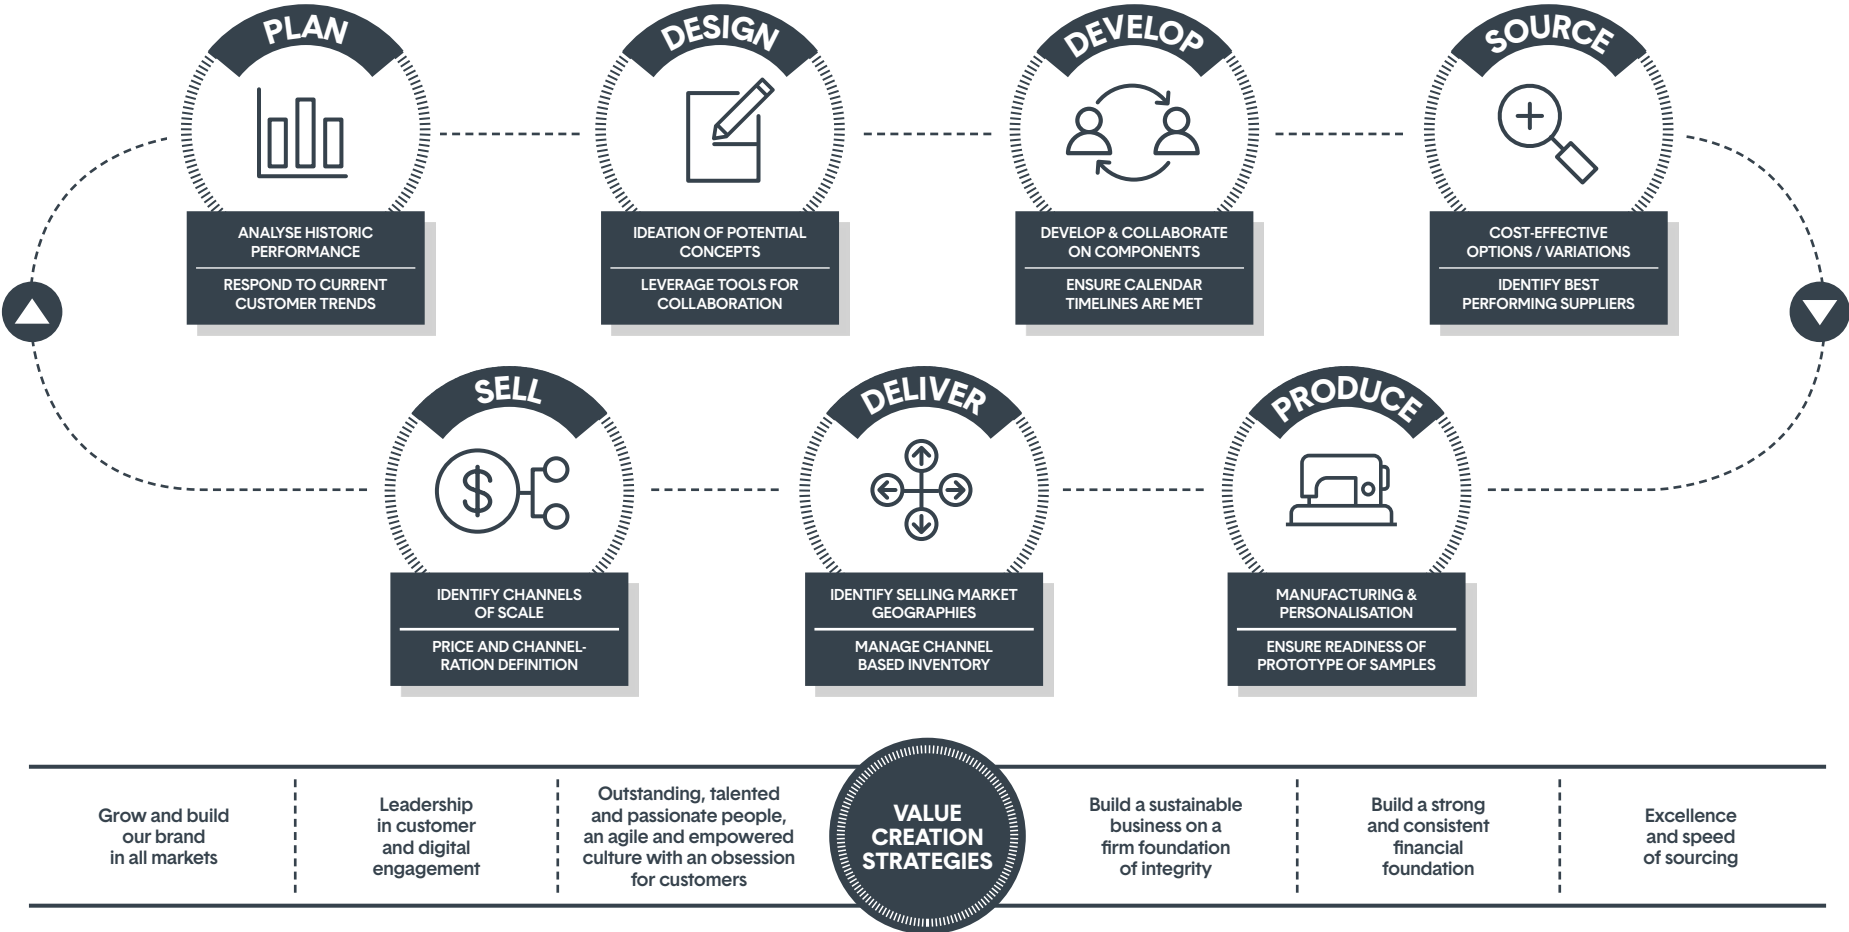 PLAN
ANALYSE HISTORIC
PERFORMANCE
RESPOND TO CURRENT
CUSTOMER TRENDS
DESIGN
IDEATION OF POTENTIAL
CONCEPTS
LEVERAGE TOOLS FOR
COLLABORATION
DEVELOP
DEVELOP & COLLABORATE
ON COMPONENTS
ENSURE CALENDAR
TIMELINES ARE MET
SOURCE
COST-EFFECTIVE
OPTIONS / VARIATIONS
IDENTIFY BEST
PERFORMING SUPPLIERS
SELL
$
IDENTIFY CHANNELS
OF SCALE
PRICE AND CHANNEL-
RATION DEFINITION
DELIVER
IDENTIFY SELLING MARKET
GEOGRAPHIES
MANAGE CHANNEL
BASED INVENTORY
PRODUCE
MANUFACTURING &
PERSONALISATION
ENSURE READINESS OF
PROTOTYPE OF SAMPLES
Grow and build
our brand
in all markets
Leadership
in customer
and digital
engagement
Outstanding, talented
and passionate people,
an agile and empowered
culture with an obsession
for customers
VALUE
CREATION
STRATEGIES
Build a sustainable
business on a
firm foundation
of integrity
Build a strong
and consistent
financial
foundation
Excellence
and speed
of sourcing